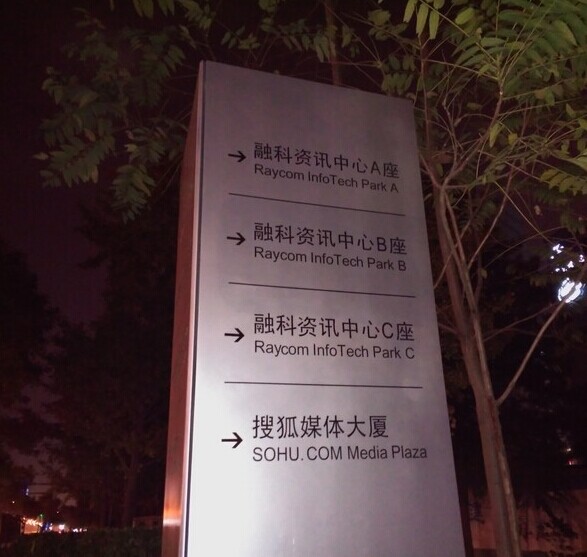 → 融科资讯中心A座
Raycom InfoTech Park A
→ 融科资讯中心B座
Raycom InfoTech Park B
→ 融科资讯中心C座
Raycom InfoTech Park C
→ 搜狐媒体大厦
SOHU.COM Media Plaza